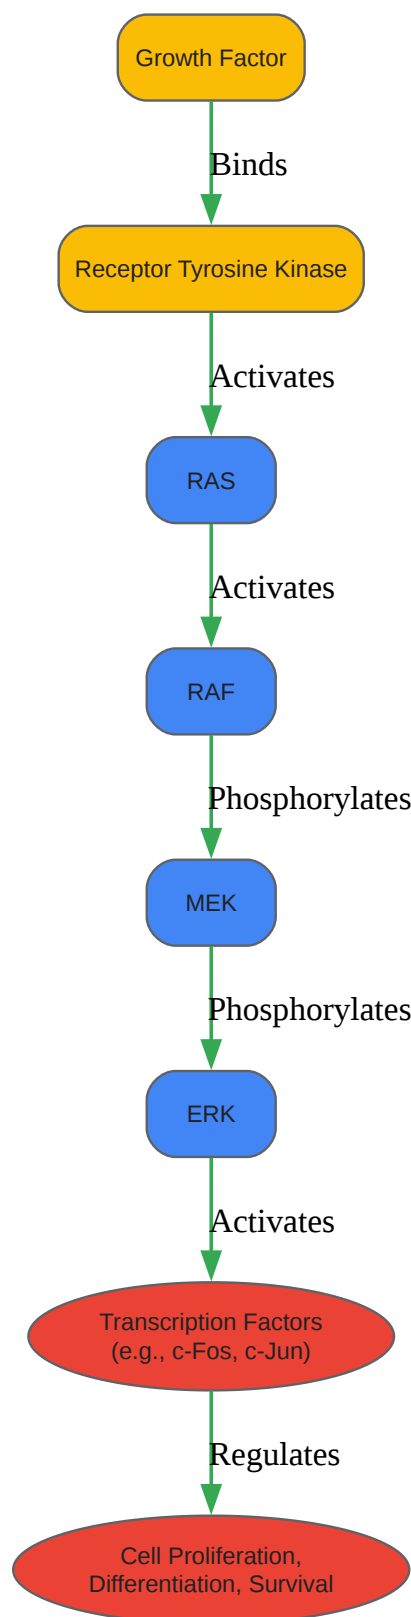 Growth Factor
Binds
Receptor Tyrosine Kinase
Activates
RAS
Activates
RAF
Phosphorylates
MEK
Phosphorylates
ERK
Activates
Transcription Factors
(e.g., c-Fos, c-Jun)
Regulates
Cell Proliferation,
Differentiation, Survival